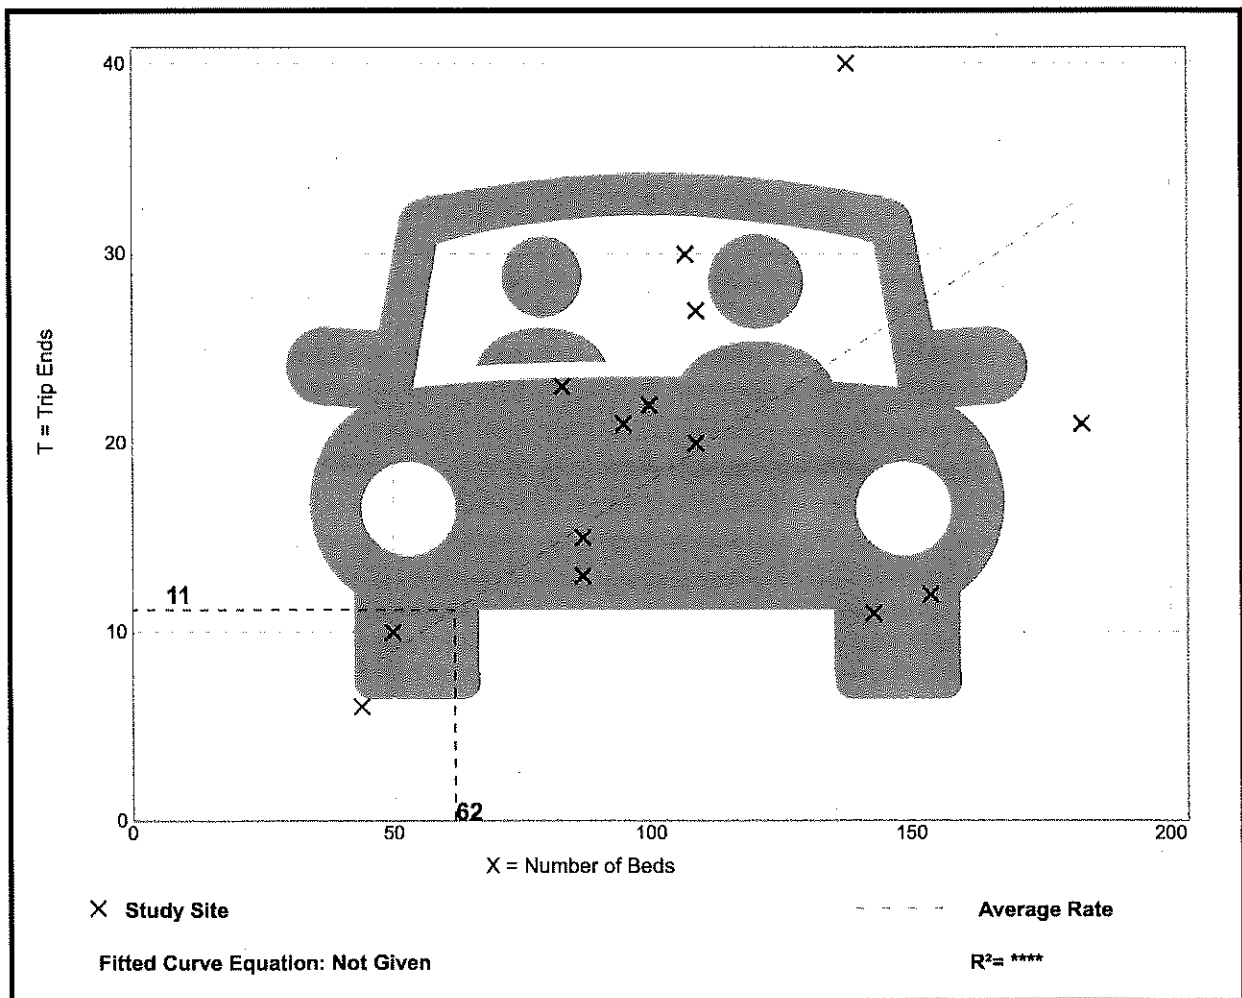 40
30
T = Trip Ends
20
11
10
62
0
0 50 100 150 200
X = Number of Beds
Study Site
Average Rate
Fitted Curve Equation: Not Given
R²= ****